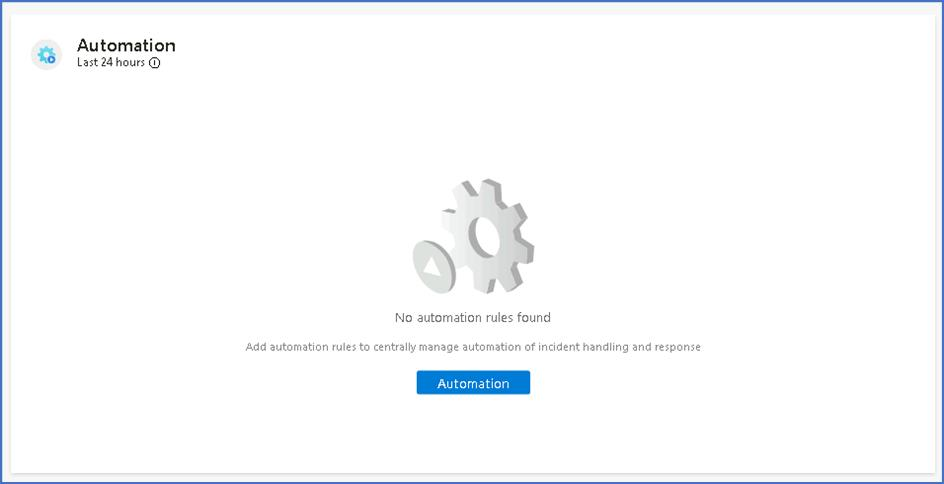 Automation
Last 24 hours
No automation rules found
Add automation rules to centrally manage automation of incident handling and response
Automation